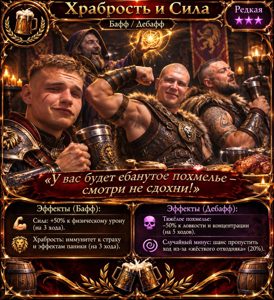 Храбрость и Сила
Бафф / Дебафф
Редкая
«У вас будет ебанутое похмелье –
смотри не сдохни!»
Эффекты (Бафф):
Сила: +50% к физическому урону
(на 3 хода).
Храбрость: иммунитет к страху
и эффектам паники (на 3 хода).
Эффекты (Дебафф):
Тяжёлое похмелье:
-50% к ловкости и концентрации
(на 5 ходов).
Случайный минус: шанс пропустить
ход из-за «жёсткого отходняка» (20%).